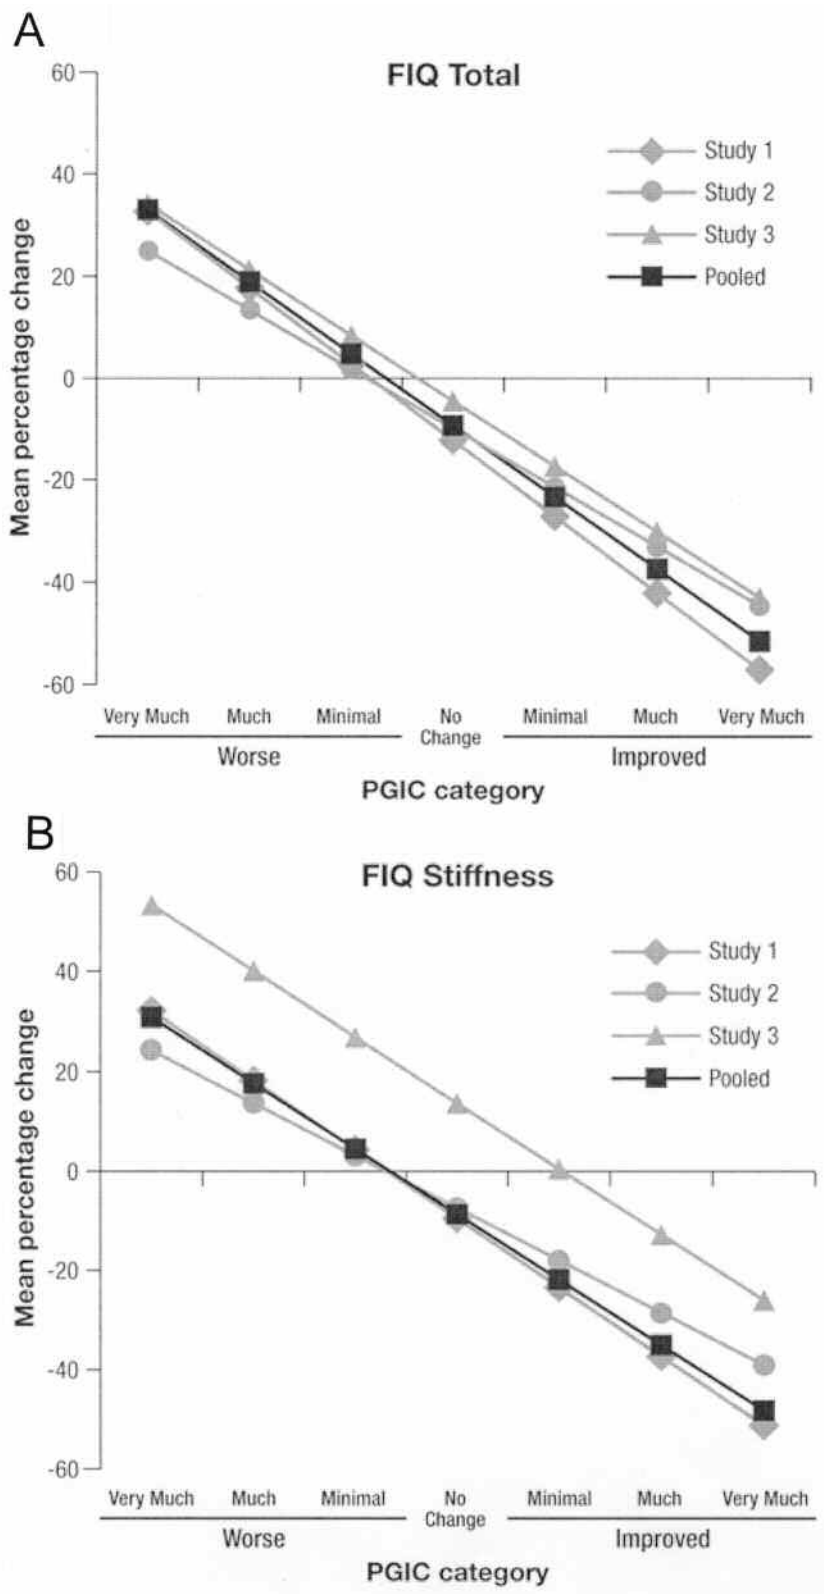 A
FIQ Total
60
40
20
0
-20
-40
-60
Mean percentage change
Study 1
Study 2
Study 3
Pooled
Very Much Much Minimal No Change Minimal Much Very Much
Worse Improved
PGIC category
B
FIQ Stiffness
60
40
20
0
-20
-40
-60
Mean percentage change
Study 1
Study 2
Study 3
Pooled
Very Much Much Minimal No Change Minimal Much Very Much
Worse Improved
PGIC category